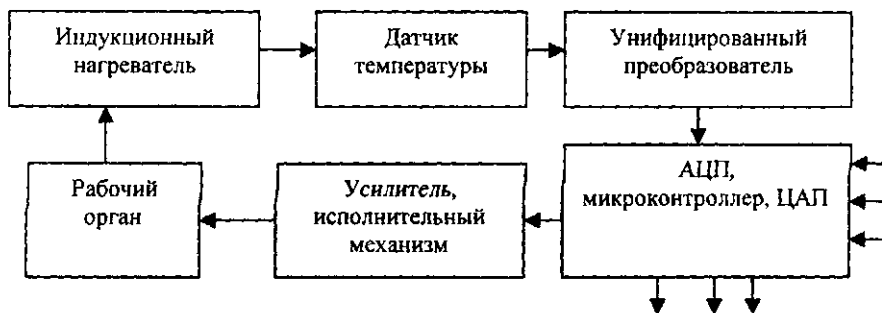 Индукционный
нагреватель
Датчик
температуры
Унифицированный
преобразователь
Рабочий
орган
Усилитель,
исполнительный
механизм
АЦП,
микроконтроллер, ЦАП